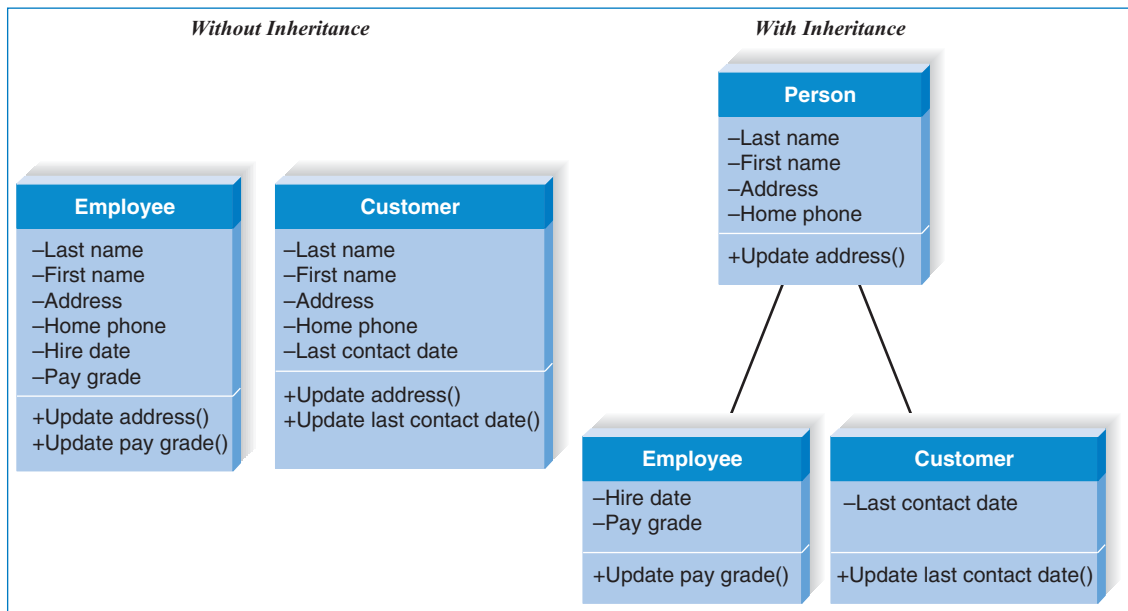 Without Inheritance
With Inheritance
Employee
–Last name
–First name
–Address
–Home phone
–Hire date
–Pay grade
+Update address()
+Update pay grade()
Customer
–Last name
–First name
–Address
–Home phone
–Last contact date
+Update address()
+Update last contact date()
Person
–Last name
–First name
–Address
–Home phone
+Update address()
Employee
–Hire date
–Pay grade
+Update pay grade()
Customer
–Last contact date
+Update last contact date()